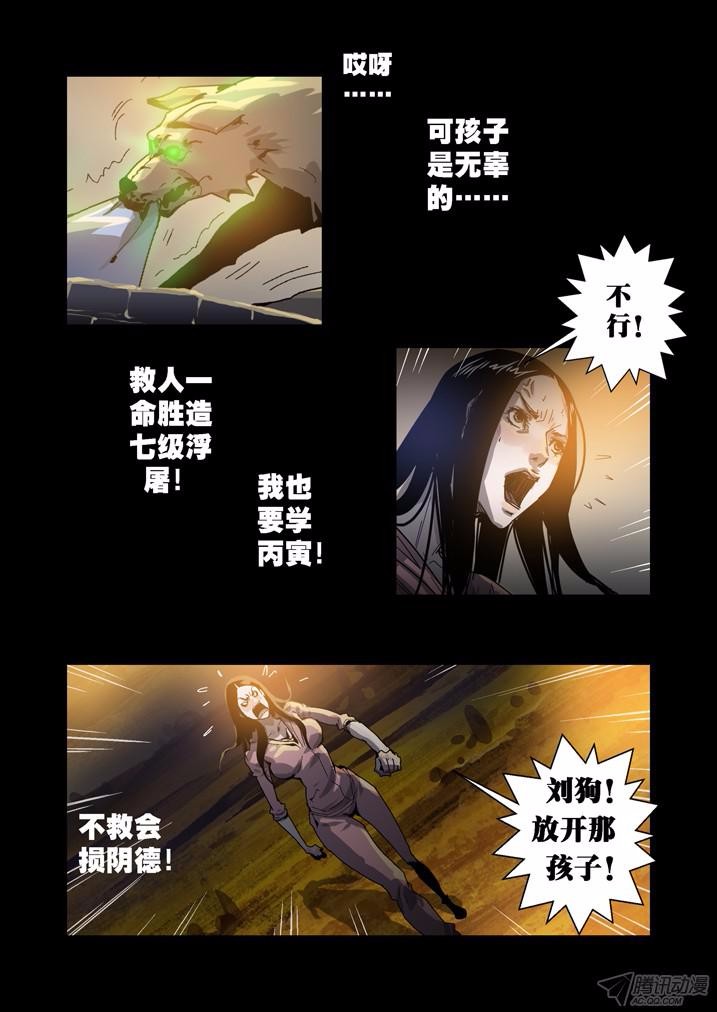 哎呀
……
可孩子
是无辜
的……
不
行！
救人一
命胜造
七级浮
屠！
我也
要学
丙寅！
不救会
损阴德！
刘狗！
放开那
孩子！
腾讯动漫
AC.QQ.COM